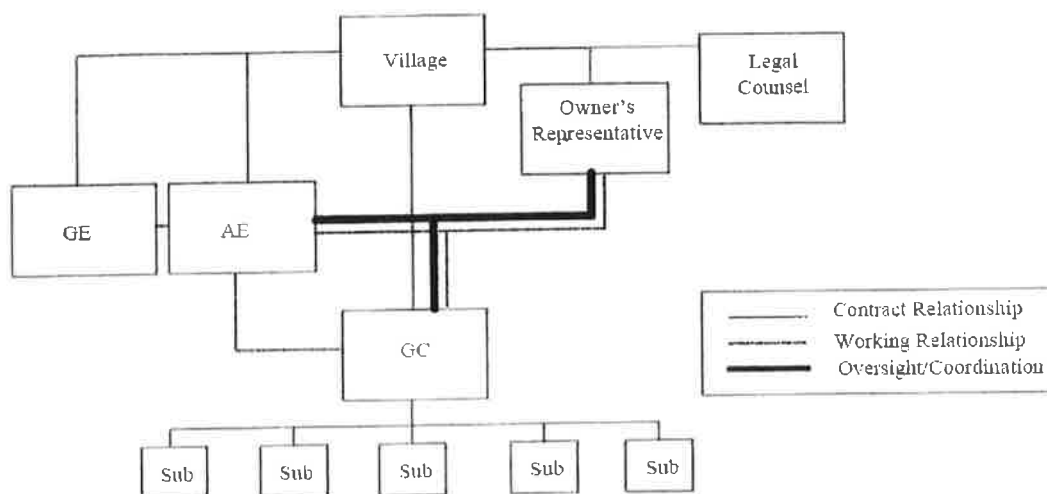 Village
Legal
Counsel
Owner's
Representative
GE
AE
GC
Contract Relationship
Working Relationship
Oversight/Coordination
Sub
Sub
Sub
Sub
Sub